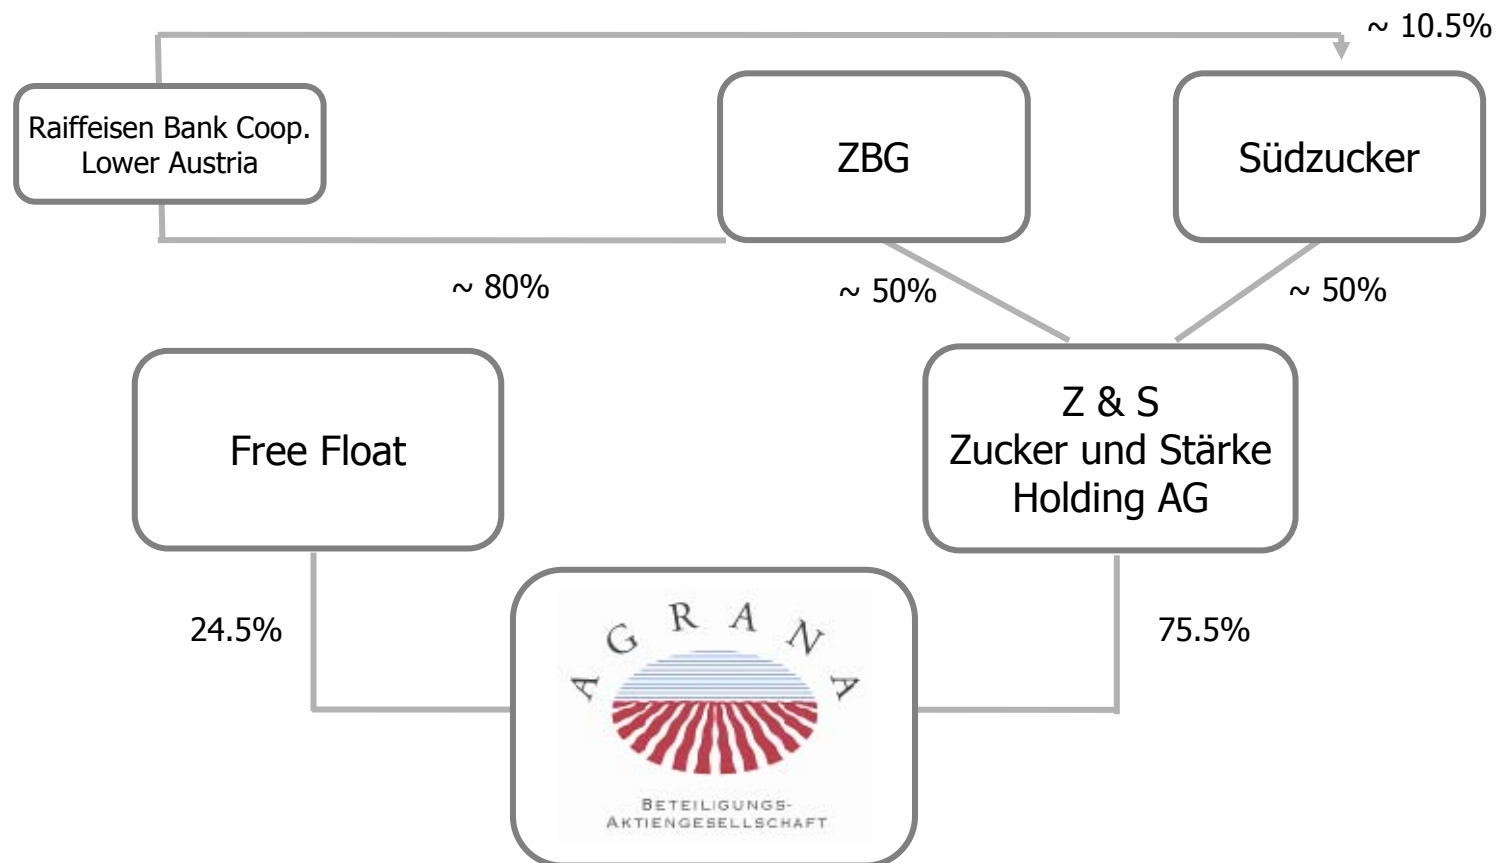 ~ 10.5%
Raiffeisen Bank Coop.
Lower Austria
ZBG
Südzucker
~ 80%
~ 50%
~ 50%
Free Float
Z & S
Zucker und Stärke
Holding AG
24.5%
75.5%
AGRANA
BETEILIGUNGS-
AKTIENGESELLSCHAFT